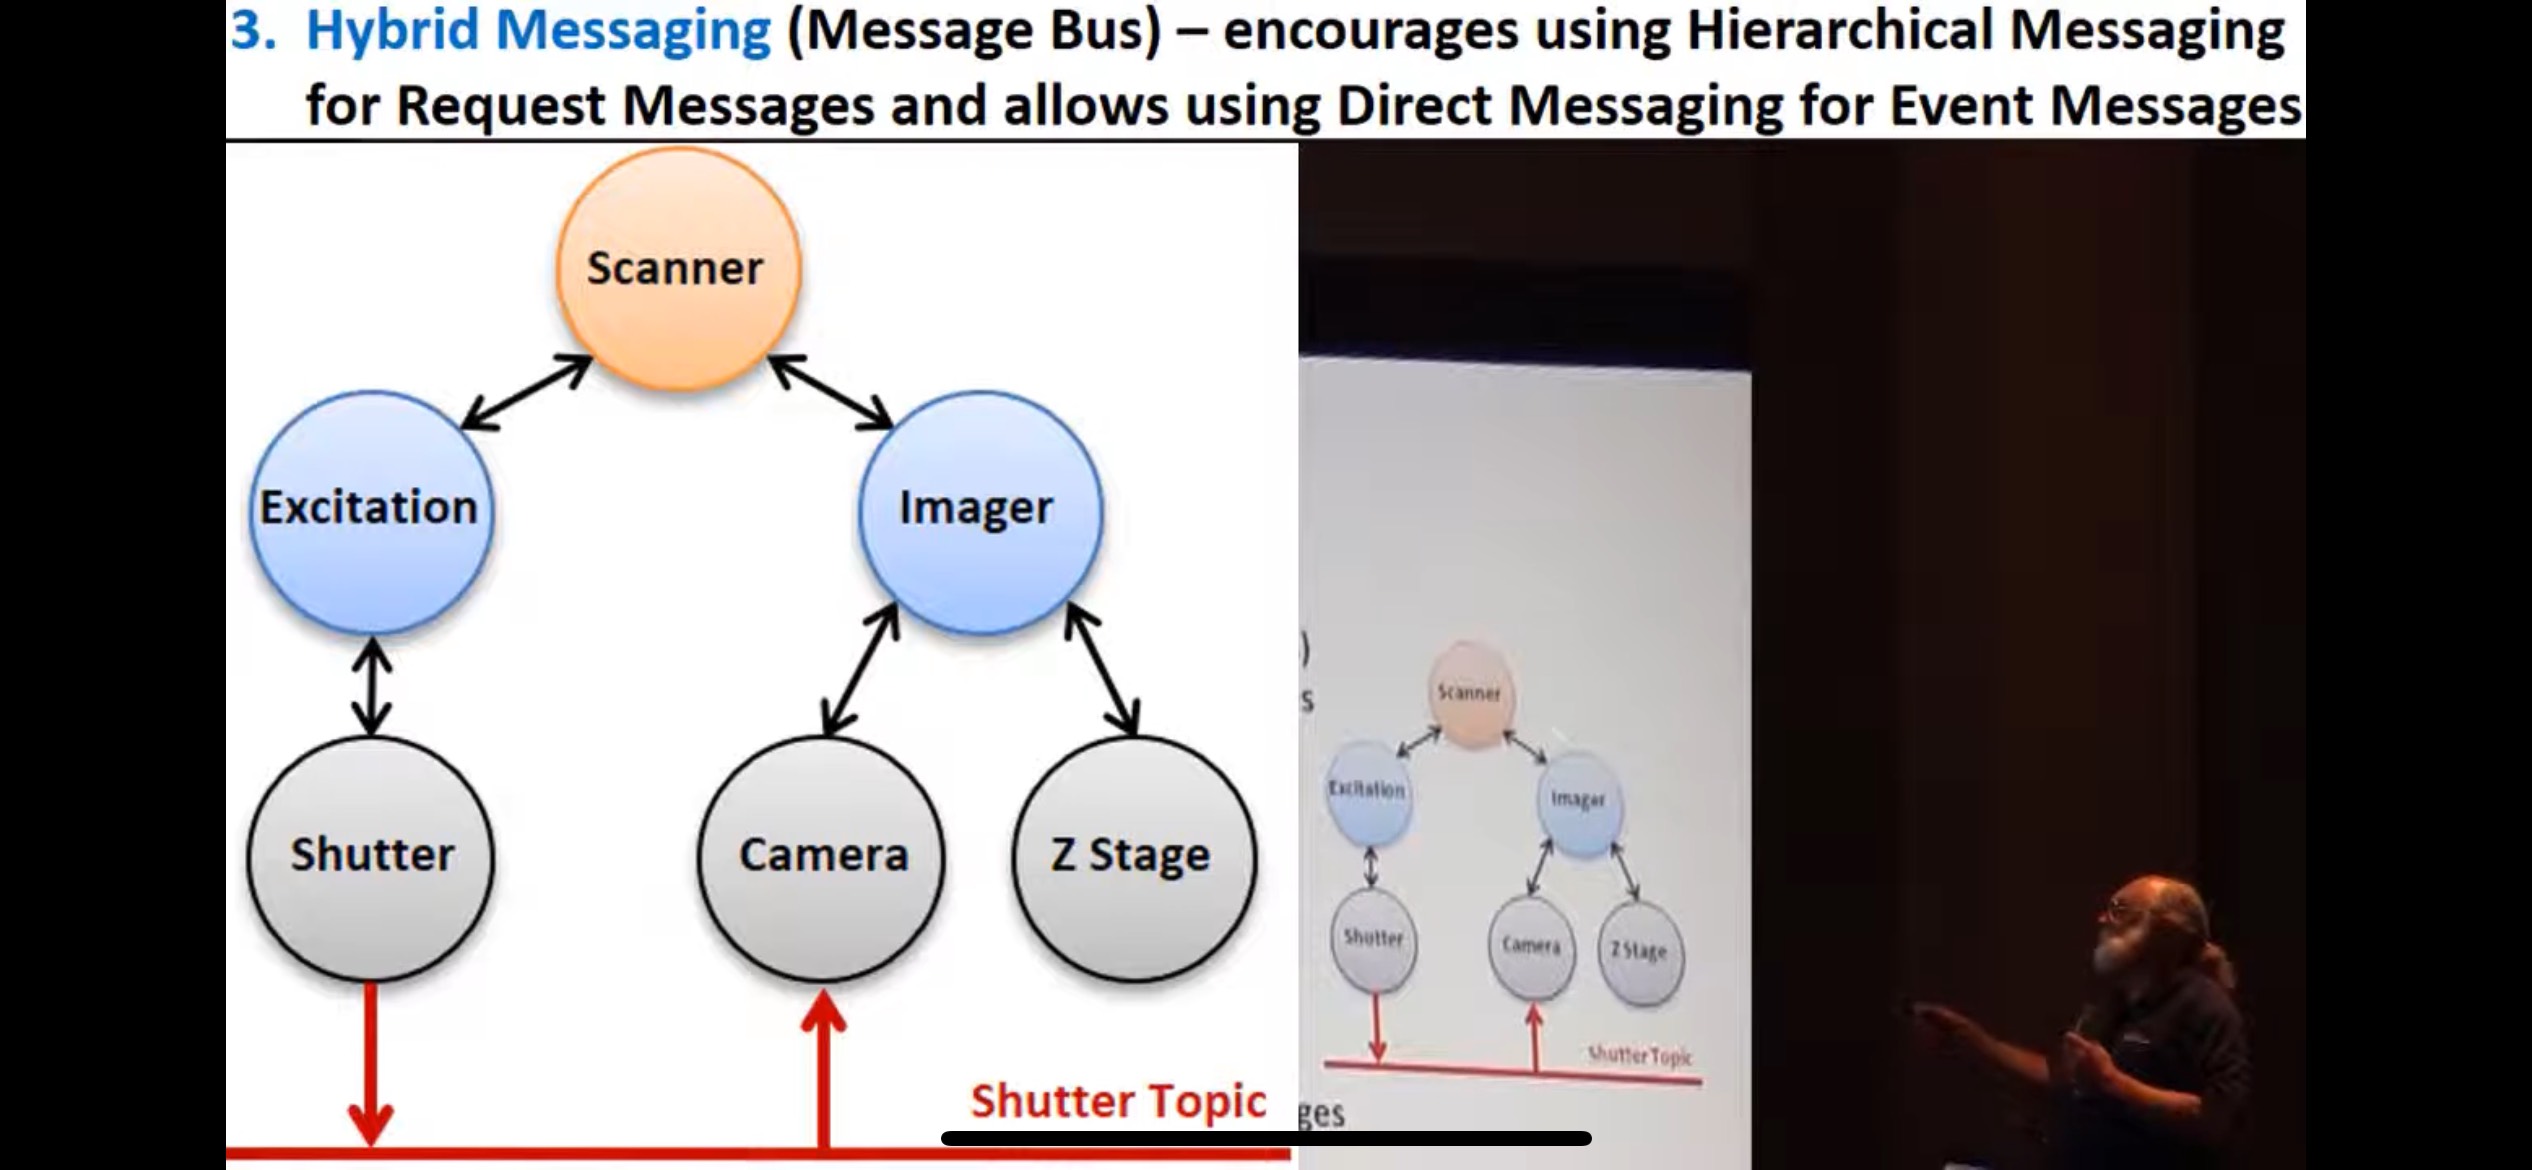 3. Hybrid Messaging (Message Bus) – encourages using Hierarchical Messaging
for Request Messages and allows using Direct Messaging for Event Messages
Scanner
Excitation
Imager
Shutter
Camera
Z Stage
Shutter Topic
)
s
Scanner
Excitation
Imager
Shutter
Camera
Z Stage
Shutter Topic
ges